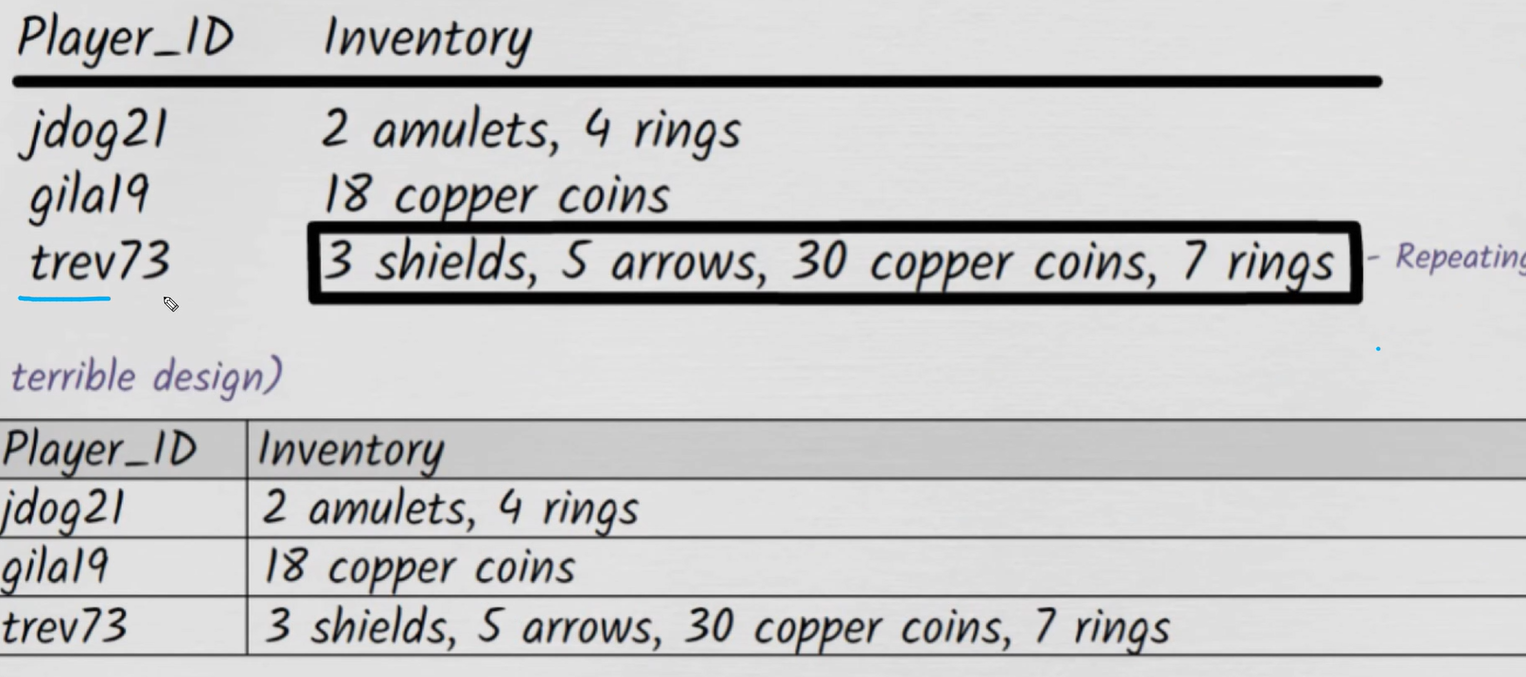 Player_ID Inventory
jdog21 2 amulets, 4 rings
gila19 18 copper coins
trev73 3 shields, 5 arrows, 30 copper coins, 7 rings - Repeating
terrible design)
Player_ID Inventory
jdog21 2 amulets, 4 rings
gila19 18 copper coins
trev73 3 shields, 5 arrows, 30 copper coins, 7 rings